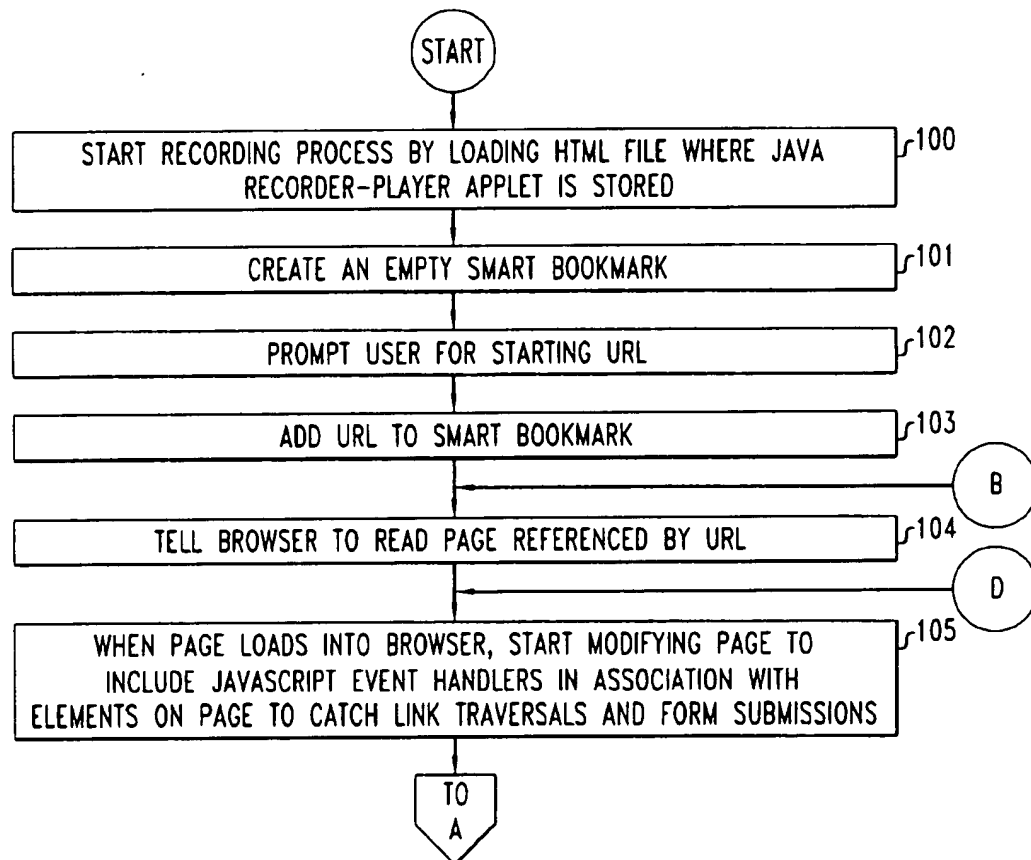 START
START RECORDING PROCESS BY LOADING HTML FILE WHERE JAVA
RECORDER-PLAYER APPLET IS STORED
100
CREATE AN EMPTY SMART BOOKMARK
101
PROMPT USER FOR STARTING URL
102
ADD URL TO SMART BOOKMARK
103
B
TELL BROWSER TO READ PAGE REFERENCED BY URL
104
D
WHEN PAGE LOADS INTO BROWSER, START MODIFYING PAGE TO
INCLUDE JAVASCRIPT EVENT HANDLERS IN ASSOCIATION WITH
ELEMENTS ON PAGE TO CATCH LINK TRAVERSALS AND FORM SUBMISSIONS
105
TO
A